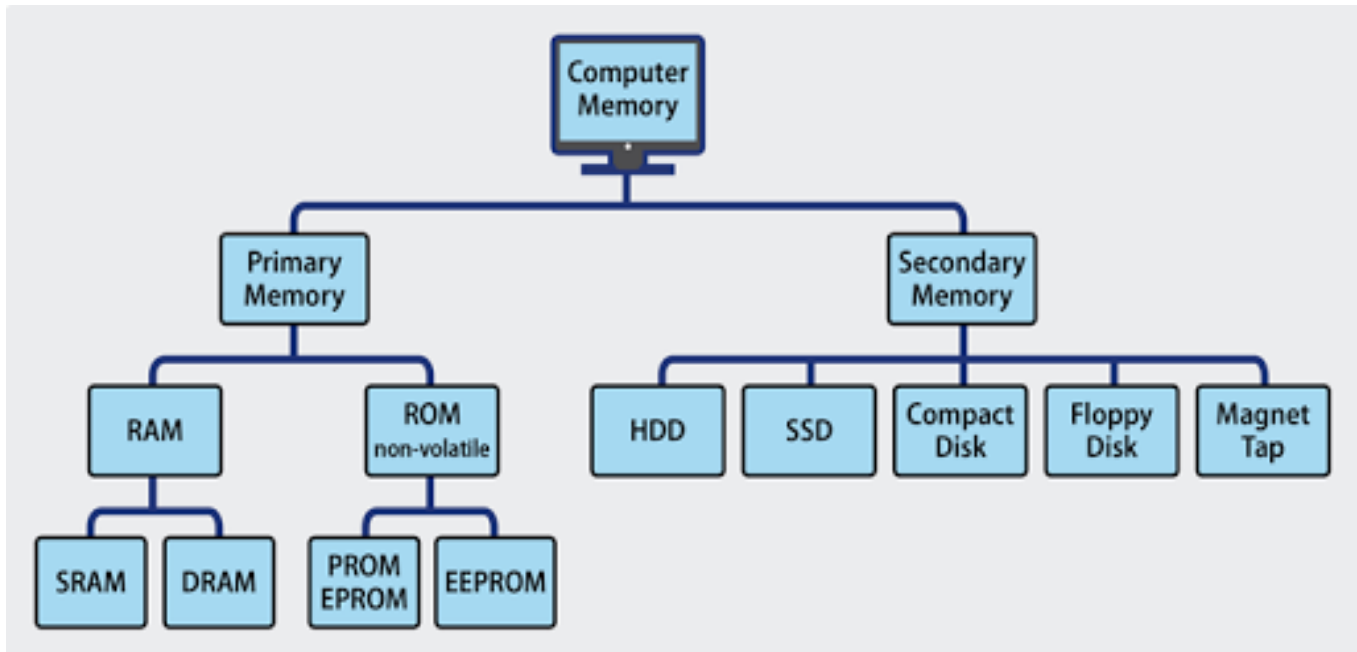 Computer
Memory
Primary
Memory
Secondary
Memory
RAM
ROM
non-volatile
HDD
SSD
Compact
Disk
Floppy
Disk
Magnet
Tap
SRAM
DRAM
PROM
EPROM
EEPROM